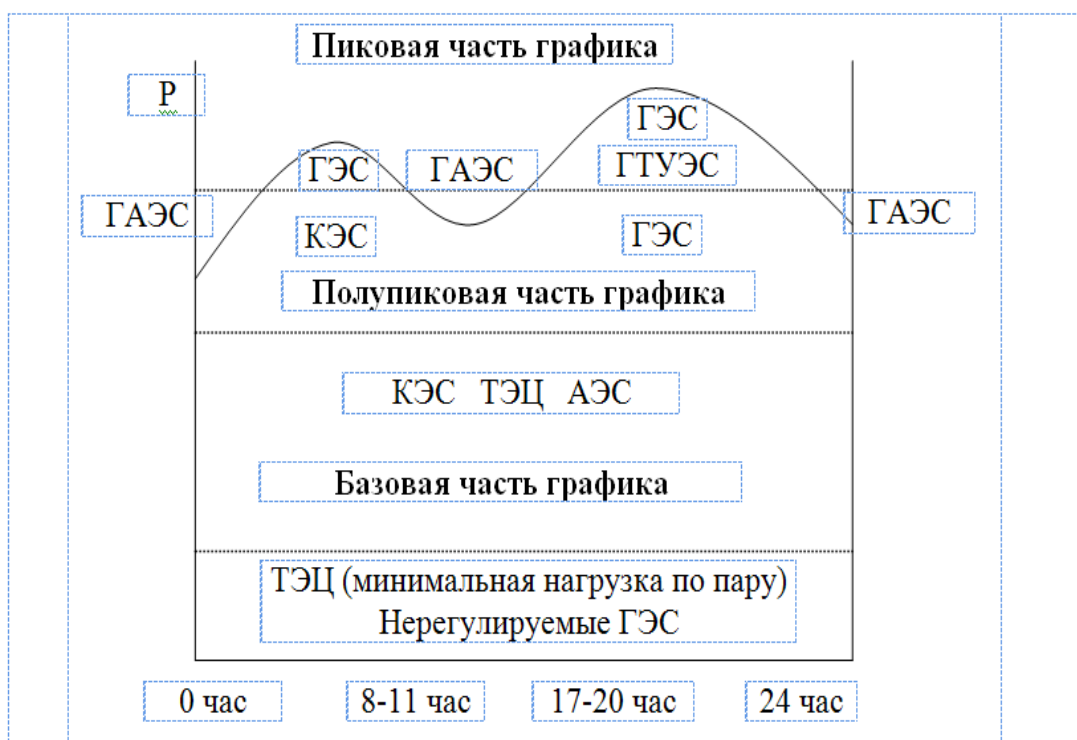 Пиковая часть графика
Р
ГЭС
ГЭС ГАЭС ГТУЭС
ГАЭС ГАЭС
КЭС ГЭС
Полупиковая часть графика
КЭС ТЭЦ АЭС
Базовая часть графика
ТЭЦ (минимальная нагрузка по пару)
Нерегулируемые ГЭС
0 час 8-11 час 17-20 час 24 час